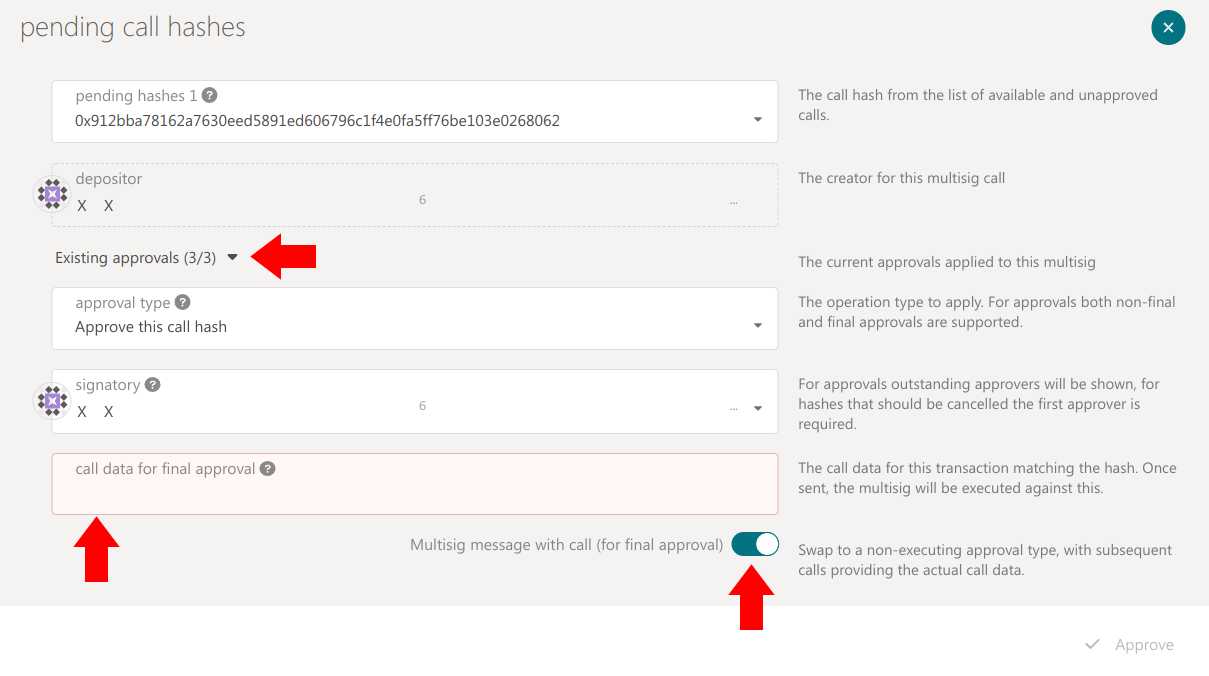 pending call hashes
pending hashes 1 ?
0x912bba78162a7630eed5891ed606796c1f4e0fa5ff76be103e0268062
The call hash from the list of available and unapproved
calls.
depositor
X X 6 ...
The creator for this multisig call
Existing approvals (3/3)
The current approvals applied to this multisig
approval type ?
Approve this call hash
The operation type to apply. For approvals both non-final
and final approvals are supported.
signatory ?
X X 6 ...
For approvals outstanding approvers will be shown, for
hashes that should be cancelled the first approver is
required.
call data for final approval ?
The call data for this transaction matching the hash. Once
sent, the multisig will be executed against this.
Multisig message with call (for final approval)
Swap to a non-executing approval type, with subsequent
calls providing the actual call data.
Approve